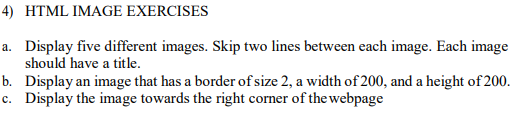 4) HTML IMAGE EXERCISES
a. Display five different images. Skip two lines between each image. Each image
should have a title.
b. Display an image that has a border of size 2, a width of 200, and a height of 200.
c. Display the image towards the right corner of the webpage